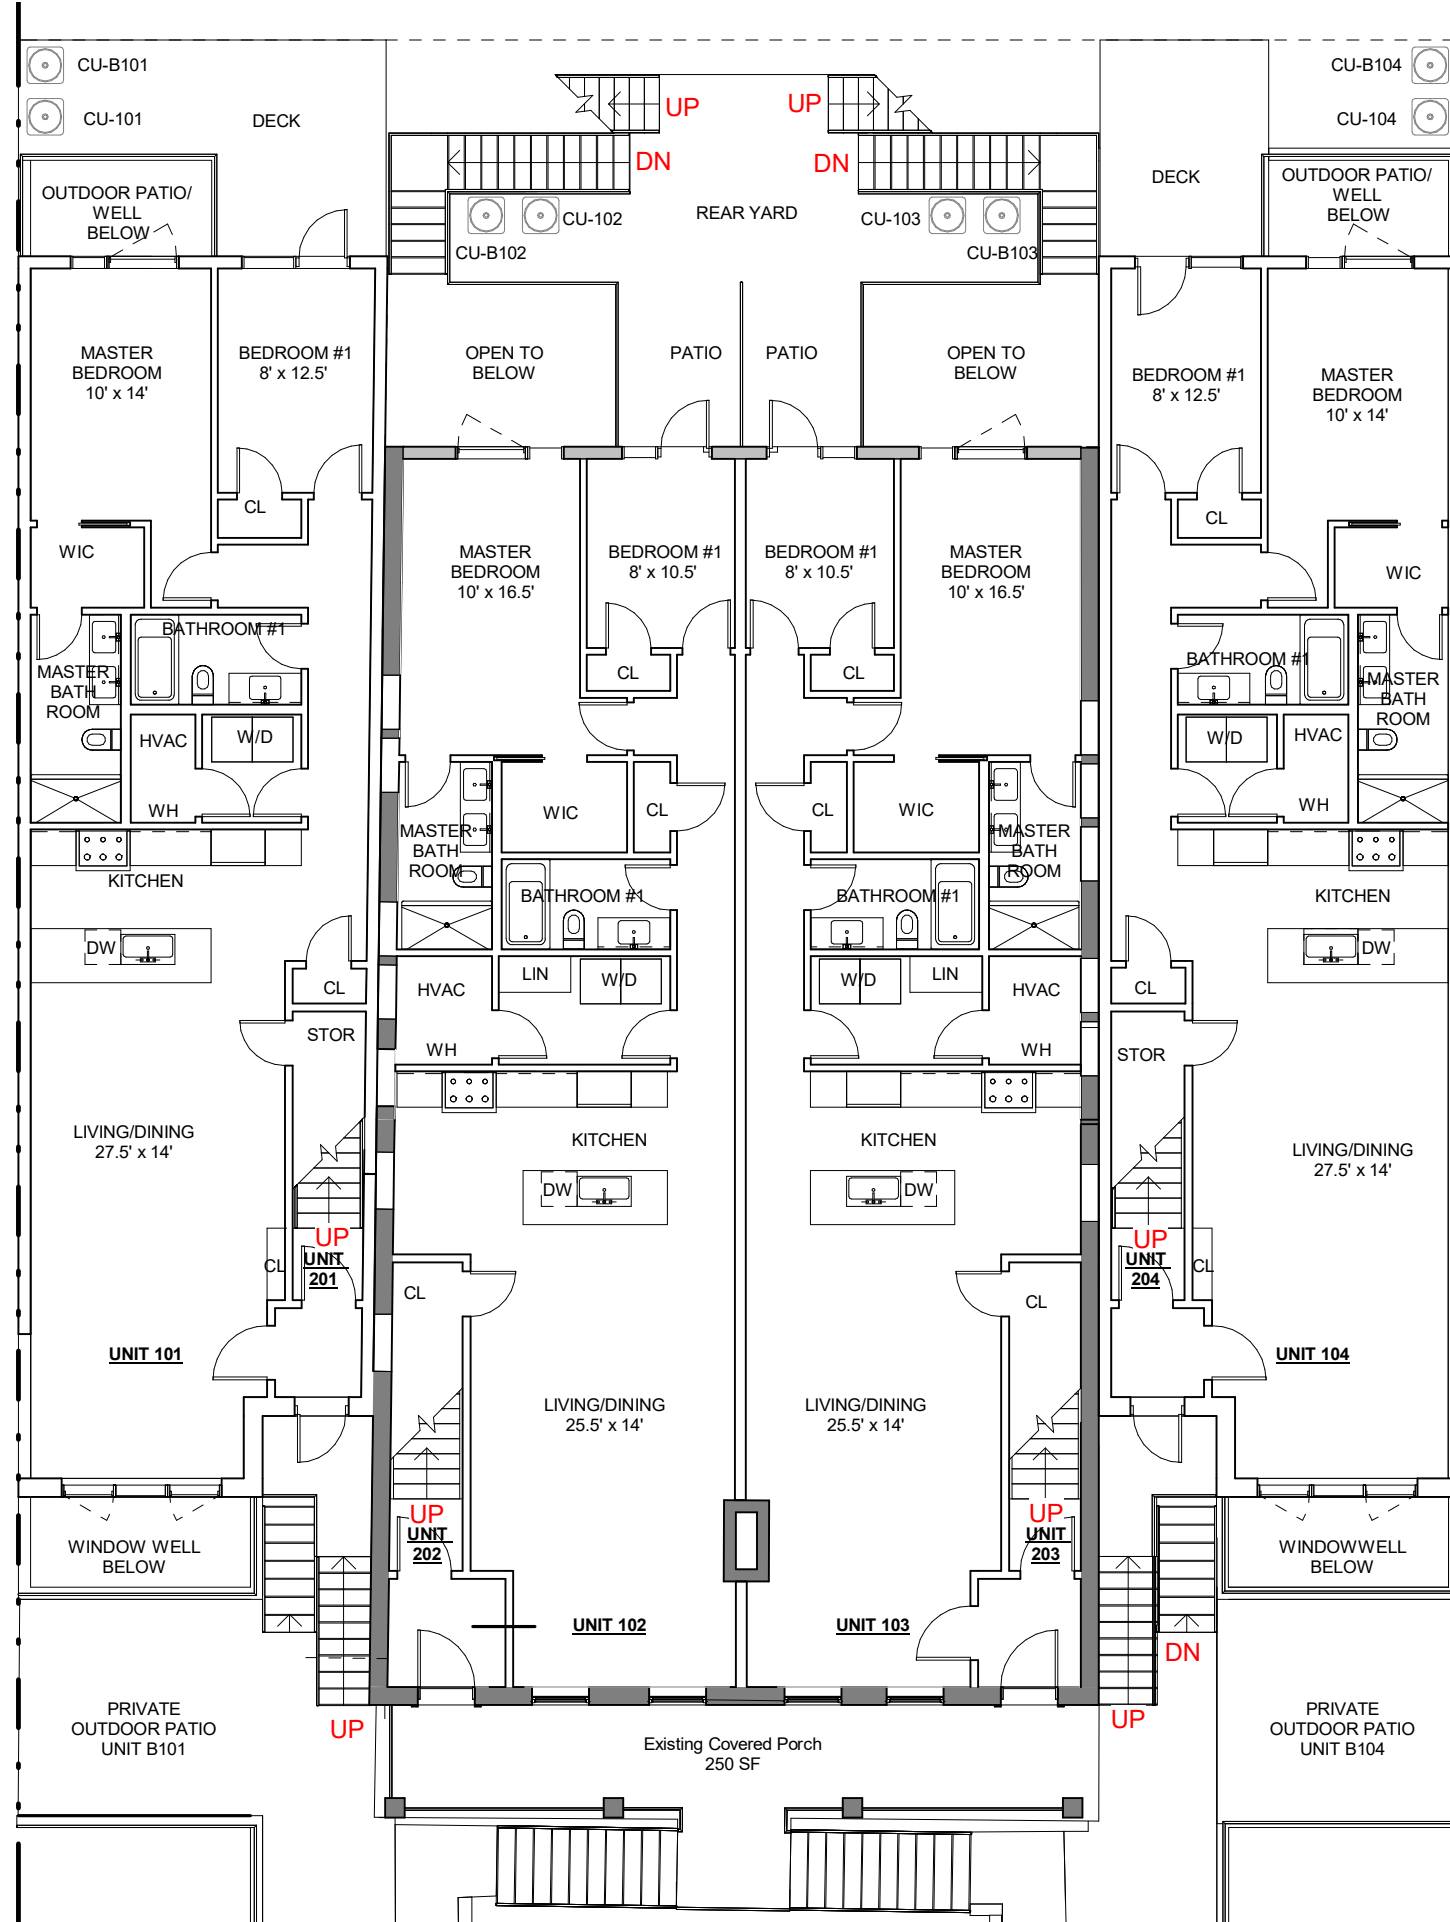 CU-B101
CU-101
DECK
UP
UP
DN
DN
CU-B104
CU-104
DECK
OUTDOOR PATIO/
WELL
BELOW
CU-102
CU-B102
REAR YARD
CU-103
CU-B103
OUTDOOR PATIO/
WELL
BELOW
MASTER
BEDROOM
10' x 14'
BEDROOM #1
8' x 12.5'
OPEN TO
BELOW
PATIO
PATIO
OPEN TO
BELOW
BEDROOM #1
8' x 12.5'
MASTER
BEDROOM
10' x 14'
CL
WIC
MASTER
BEDROOM
10' x 16.5'
BEDROOM #1
8' x 10.5'
BEDROOM #1
8' x 10.5'
MASTER
BEDROOM
10' x 16.5'
CL
WIC
BATHROOM #1
MASTER
BATH
ROOM
CL
CL
BATHROOM #1
MASTER
BATH
ROOM
HVAC
W/D
WH
W/D
HVAC
WH
WIC
CL
CL
WIC
MASTER
BATH
ROOM
MASTER
BATH
ROOM
KITCHEN
BATHROOM #1
BATHROOM #1
KITCHEN
DW
DW
CL
HVAC
LIN
W/D
W/D
LIN
HVAC
CL
STOR
WH
WH
STOR
LIVING/DINING
27.5' x 14'
KITCHEN
KITCHEN
LIVING/DINING
27.5' x 14'
DW
DW
UP
CL
UNIT
201
UP
UNIT
204
CL
CL
CL
UNIT 101
UNIT 104
LIVING/DINING
25.5' x 14'
LIVING/DINING
25.5' x 14'
UP
UNIT
202
UP
UNIT
203
WINDOW WELL
BELOW
WINDOWWELL
BELOW
UNIT 102
UNIT 103
DN
PRIVATE
OUTDOOR PATIO
UNIT B101
UP
UP
PRIVATE
OUTDOOR PATIO
UNIT B104
Existing Covered Porch
250 SF